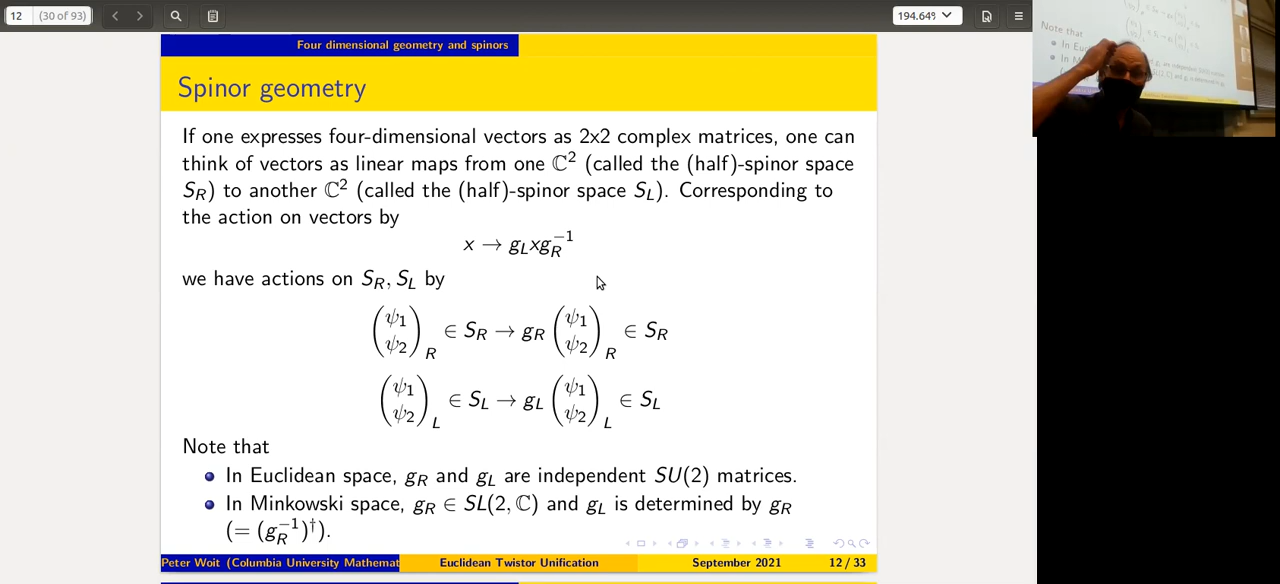 12 (30 of 93) 194.64%
Four dimensional geometry and spinors
Spinor geometry
If one expresses four-dimensional vectors as 2x2 complex matrices, one can
think of vectors as linear maps from one ℂ² (called the (half)-spinor space
S_R) to another ℂ² (called the (half)-spinor space S_L). Corresponding to
the action on vectors by
x → g_L x g_R^{-1}
we have actions on S_R, S_L by
(ψ₁ ψ₂)_R ∈ S_R → g_R (ψ₁ ψ₂)_R ∈ S_R
(ψ₁ ψ₂)_L ∈ S_L → g_L (ψ₁ ψ₂)_L ∈ S_L
Note that
• In Euclidean space, g_R and g_L are independent SU(2) matrices.
• In Minkowski space, g_R ∈ SL(2, ℂ) and g_L is determined by g_R
(= (g_R^{-1})^†).
Peter Woit (Columbia University Mathemat Euclidean Twistor Unification September 2021 12 / 33
Note that